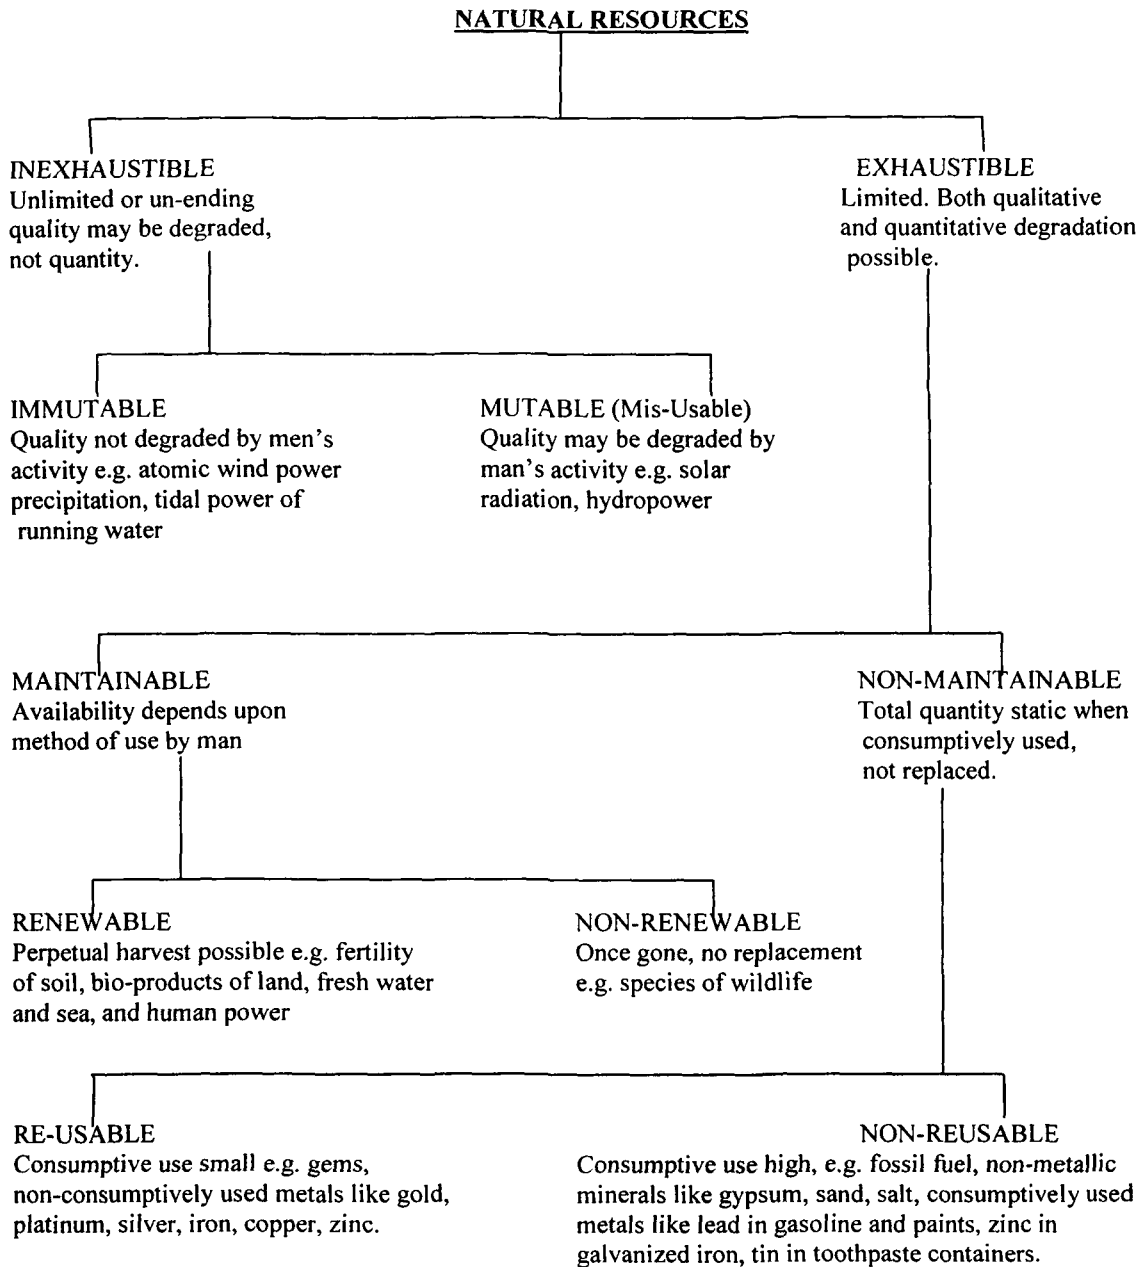 NATURAL RESOURCES
INEXHAUSTIBLE
Unlimited or un-ending
quality may be degraded,
not quantity.
EXHAUSTIBLE
Limited. Both qualitative
and quantitative degradation
possible.
IMMUTABLE
Quality not degraded by men's
activity e.g. atomic wind power
precipitation, tidal power of
running water
MUTABLE (Mis-Usable)
Quality may be degraded by
man's activity e.g. solar
radiation, hydropower
MAINTAINABLE
Availability depends upon
method of use by man
NON-MAINTAINABLE
Total quantity static when
consumptively used,
not replaced.
RENEWABLE
Perpetual harvest possible e.g. fertility
of soil, bio-products of land, fresh water
and sea, and human power
NON-RENEWABLE
Once gone, no replacement
e.g. species of wildlife
RE-USABLE
Consumptive use small e.g. gems,
non-consumptively used metals like gold,
platinum, silver, iron, copper, zinc.
NON-REUSABLE
Consumptive use high, e.g. fossil fuel, non-metallic
minerals like gypsum, sand, salt, consumptively used
metals like lead in gasoline and paints, zinc in
galvanized iron, tin in toothpaste containers.